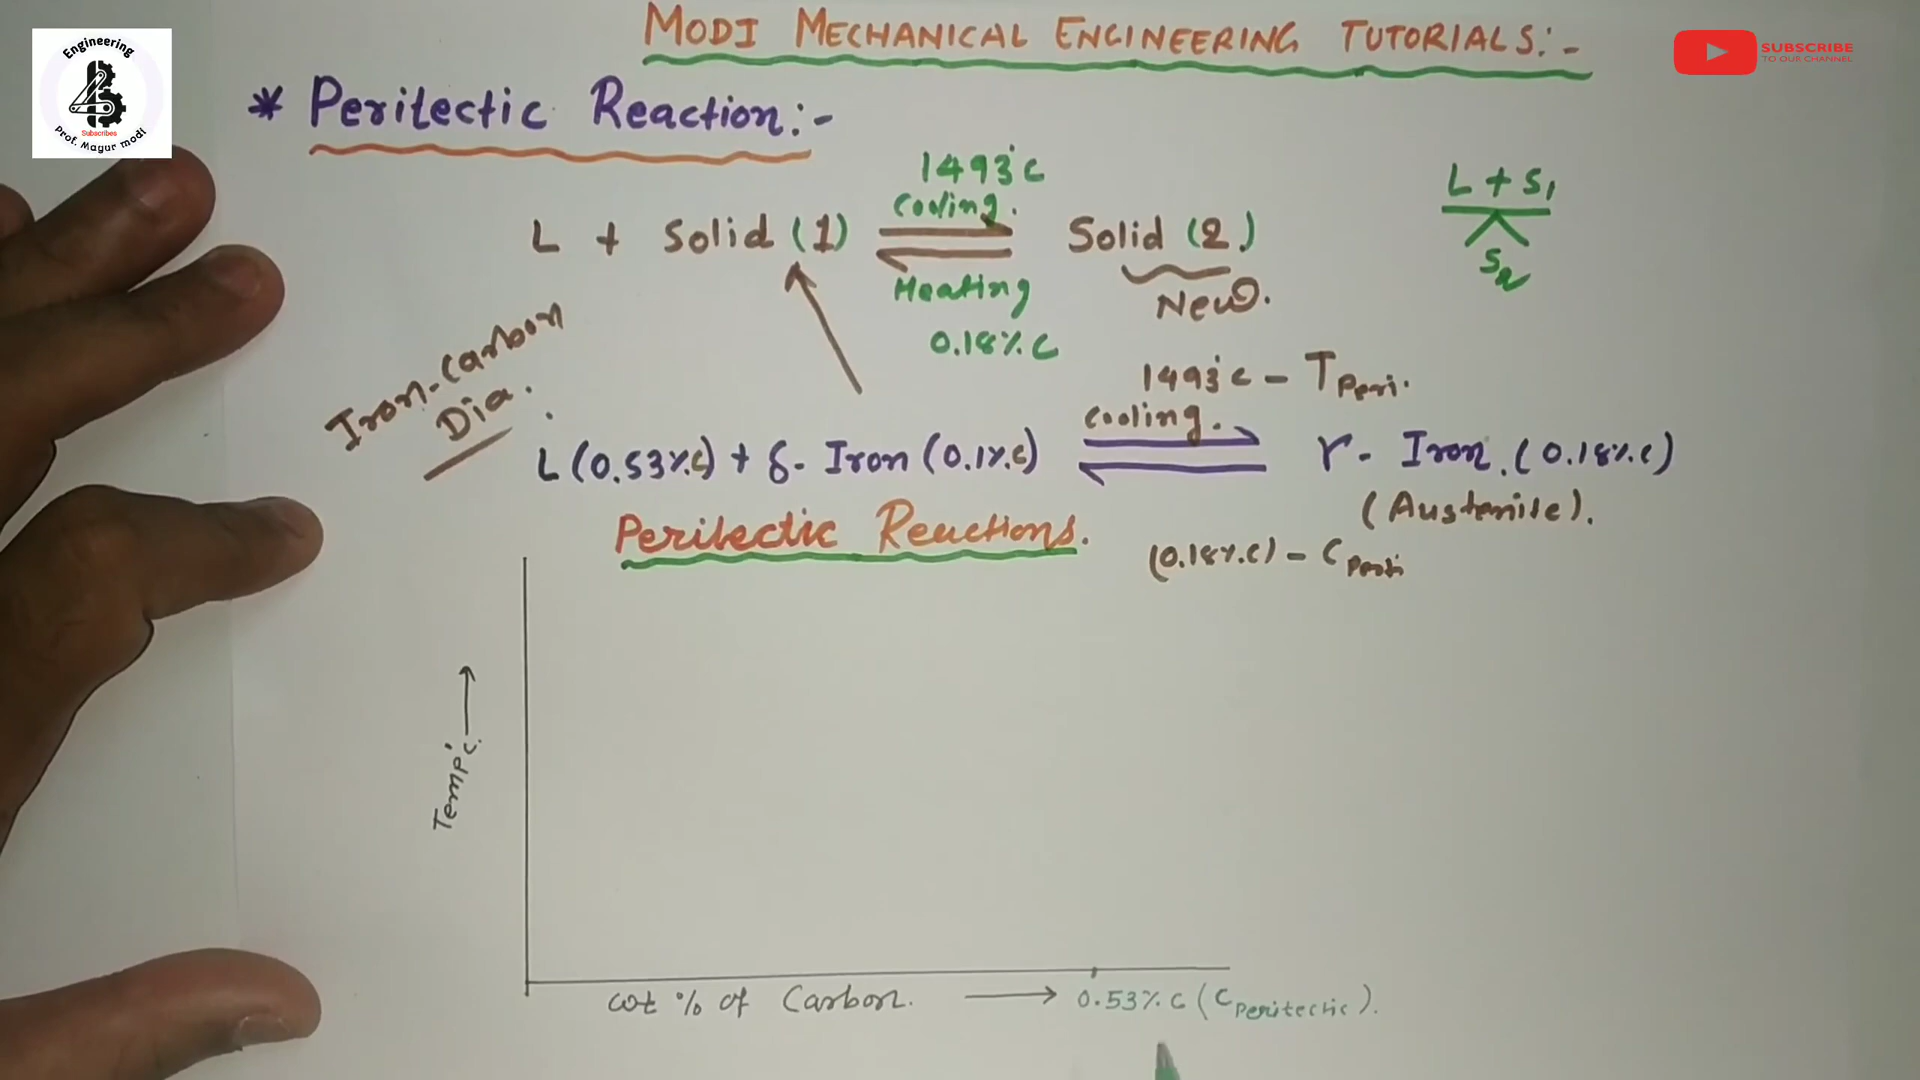 MODI MECHANICAL ENGINEERING TUTORIALS:-
Engineering
Subscribes
Prof. Mayur modi
SUBSCRIBE
TO OUR CHANNEL
* Peritectic Reaction:-
1493°C
Cooling.
L + Solid (1) Solid (2)
Heating
New.
0.18%.C
L + S1
S2
Iron-Carbon
Dia.
1493°C - TPeri.
Cooling.
L (0.53%.C) + δ- Iron (0.1%.C) γ- Iron. (0.18%.C)
(Austenite).
Peritectic Reactions.
(0.18%.C) - CPeri
Temp°C.
wt % of Carbon. 0.53%.C (CPeritectic).